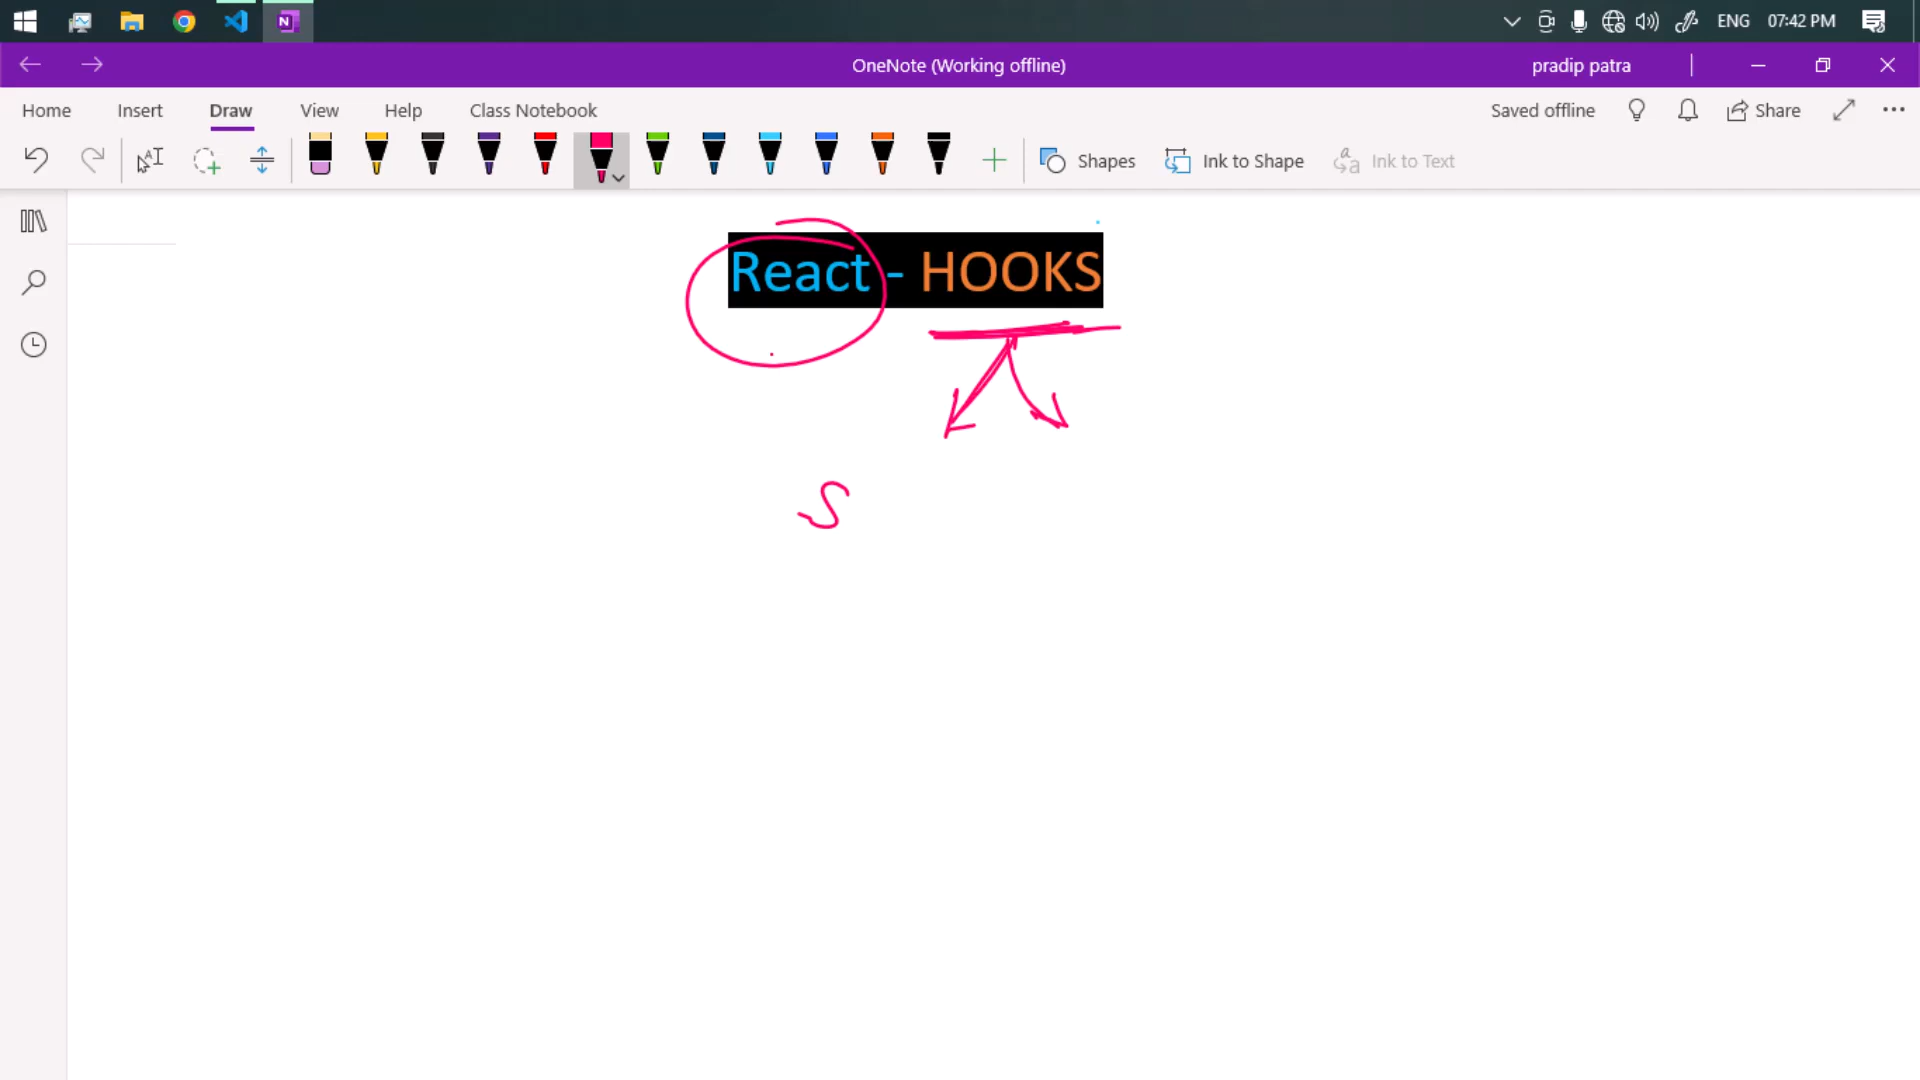 ENG 07:42 PM
OneNote (Working offline) pradip patra
Home Insert Draw View Help Class Notebook Saved offline Share
Shapes Ink to Shape Ink to Text
React - HOOKS
S